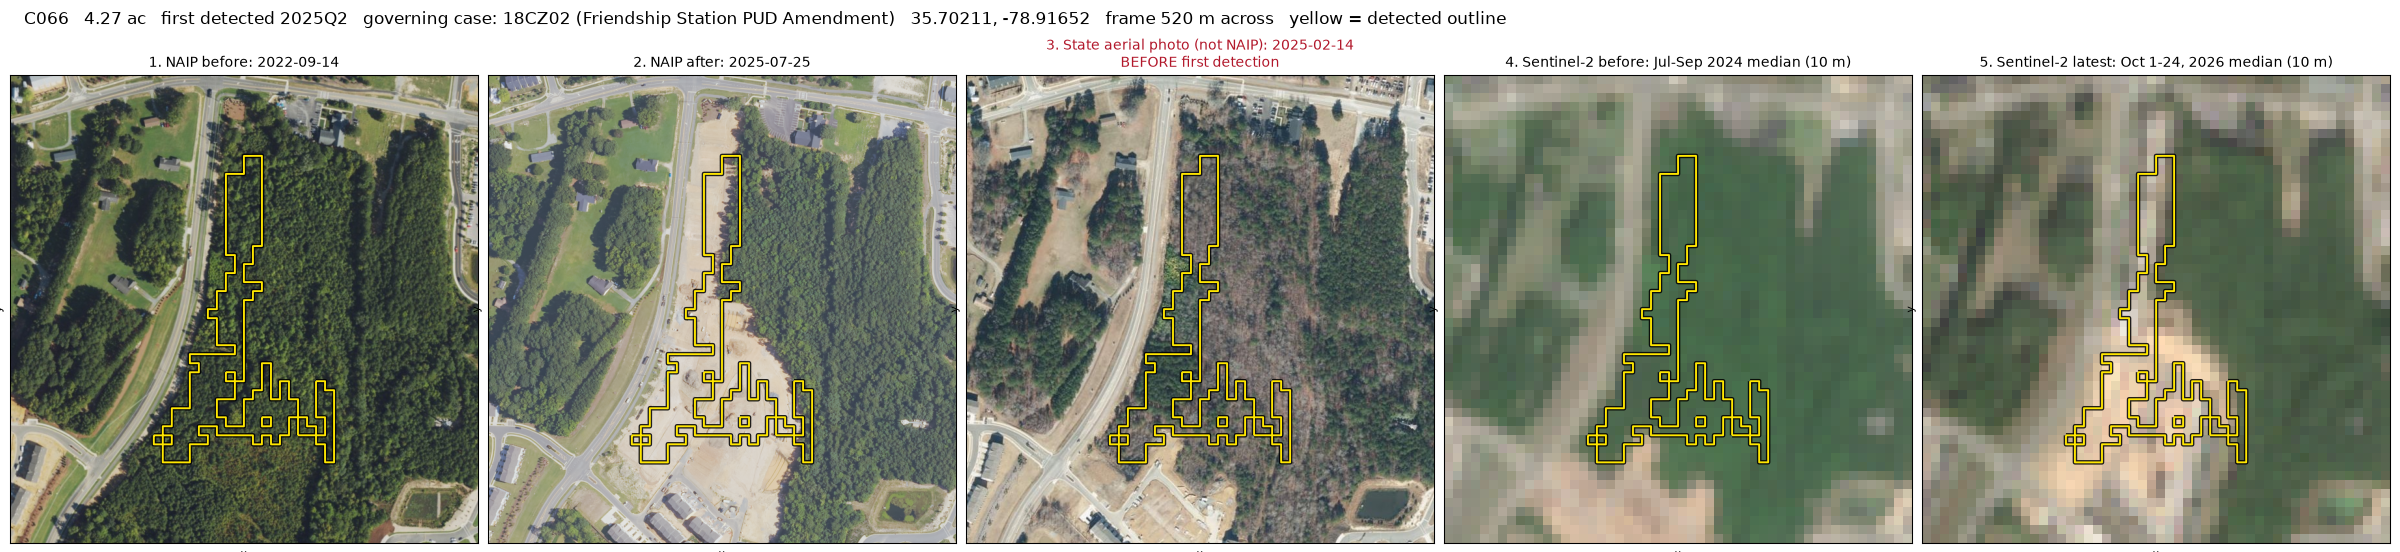 C066   4.27 ac   first detected 2025Q2   governing case: 18CZ02 (Friendship Station PUD Amendment)   35.70211, -78.91652   frame 520 m across   yellow = detected outline
1. NAIP before: 2022-09-14
2. NAIP after: 2025-07-25
3. State aerial photo (not NAIP): 2025-02-14
BEFORE first detection
4. Sentinel-2 before: Jul-Sep 2024 median (10 m)
5. Sentinel-2 latest: Oct 1-24, 2026 median (10 m)